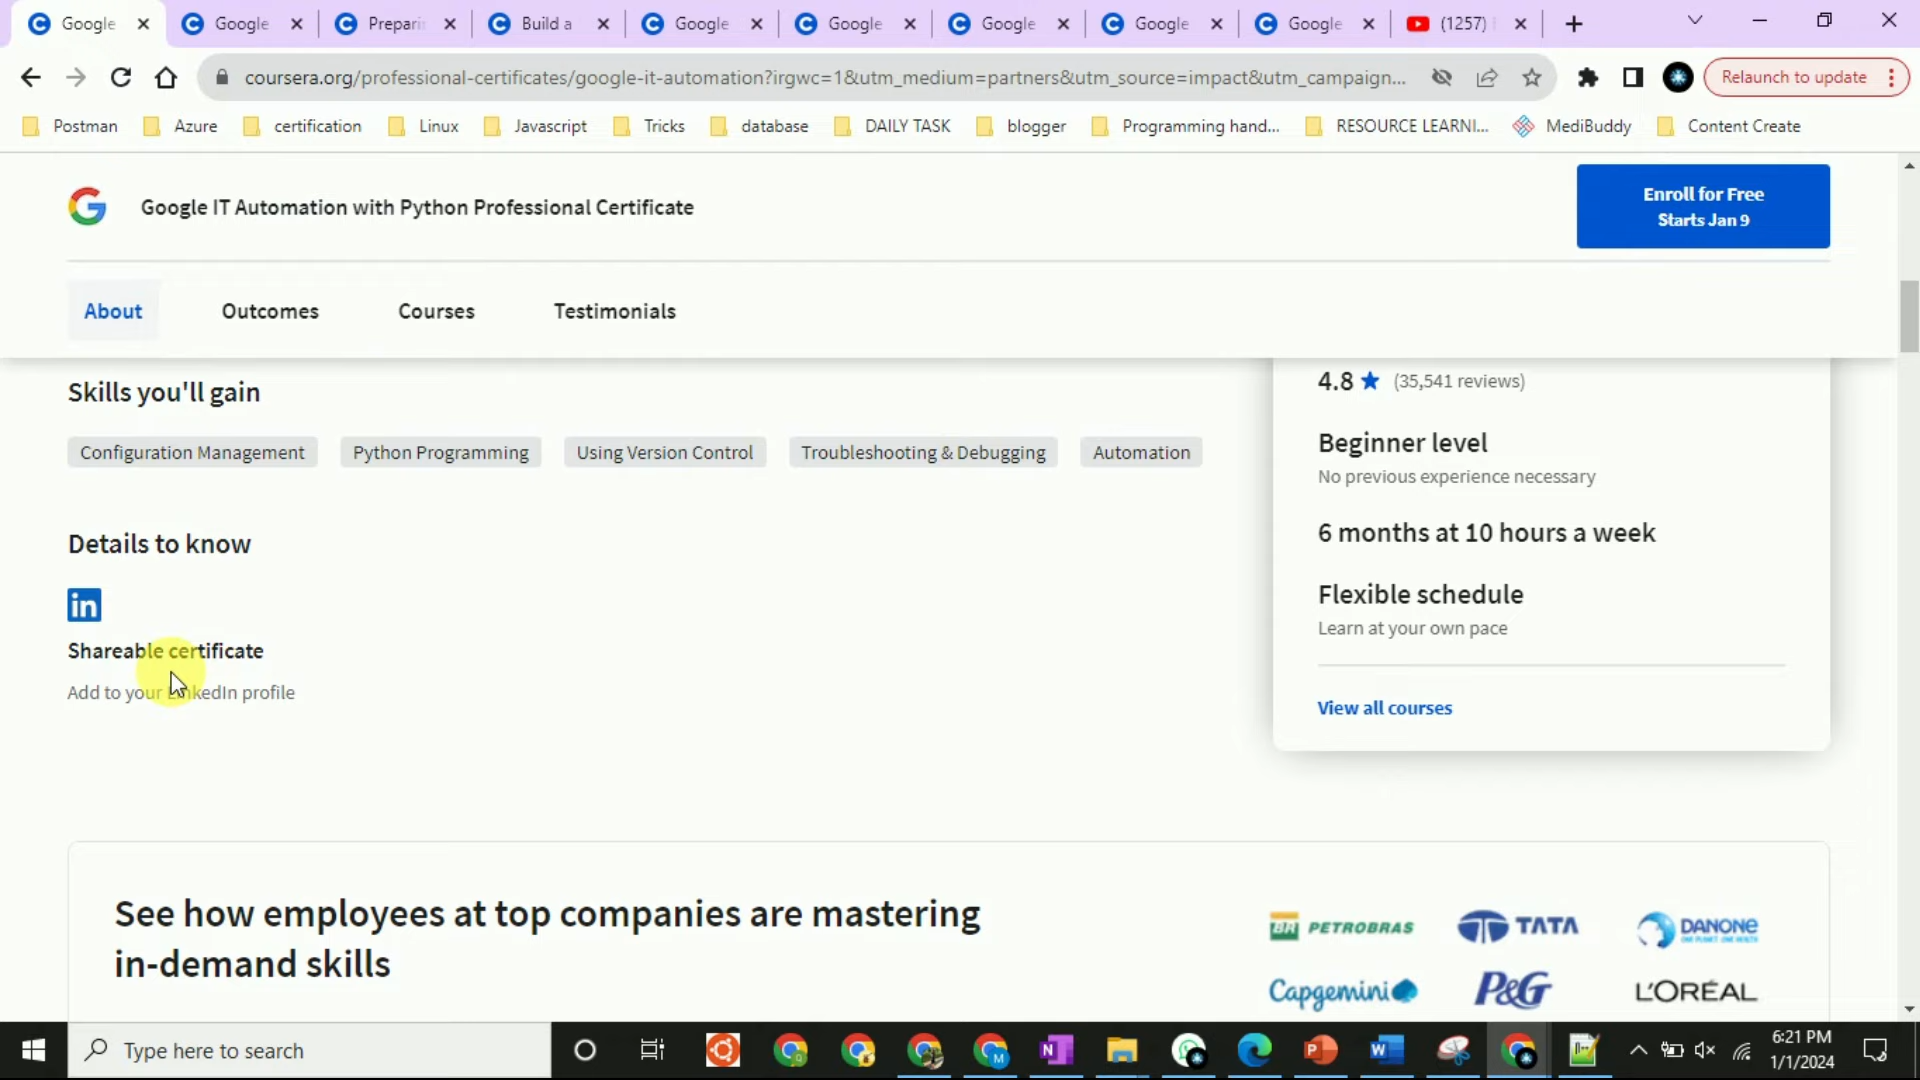 Google
Google
Prepari
Build a
Google
Google
Google
Google
Google
(1257)
coursera.org/professional-certificates/google-it-automation?irgwc=1&utm_medium=partners&utm_source=impact&utm_campaign...
Relaunch to update
Postman
Azure
certification
Linux
Javascript
Tricks
database
DAILY TASK
blogger
Programming hand...
RESOURCE LEARNI...
MediBuddy
Content Create
Google IT Automation with Python Professional Certificate
Enroll for Free
Starts Jan 9
About
Outcomes
Courses
Testimonials
Skills you'll gain
Configuration Management
Python Programming
Using Version Control
Troubleshooting & Debugging
Automation
4.8 ★ (35,541 reviews)
Beginner level
No previous experience necessary
6 months at 10 hours a week
Flexible schedule
Learn at your own pace
View all courses
Details to know
in
Shareable certificate
Add to your LinkedIn profile
See how employees at top companies are mastering
in-demand skills
BR PETROBRAS
TATA
DANONE
ONE PLANET. ONE HEALTH
Capgemini
P&G
L'ORÉAL
Type here to search
6:21 PM
1/1/2024